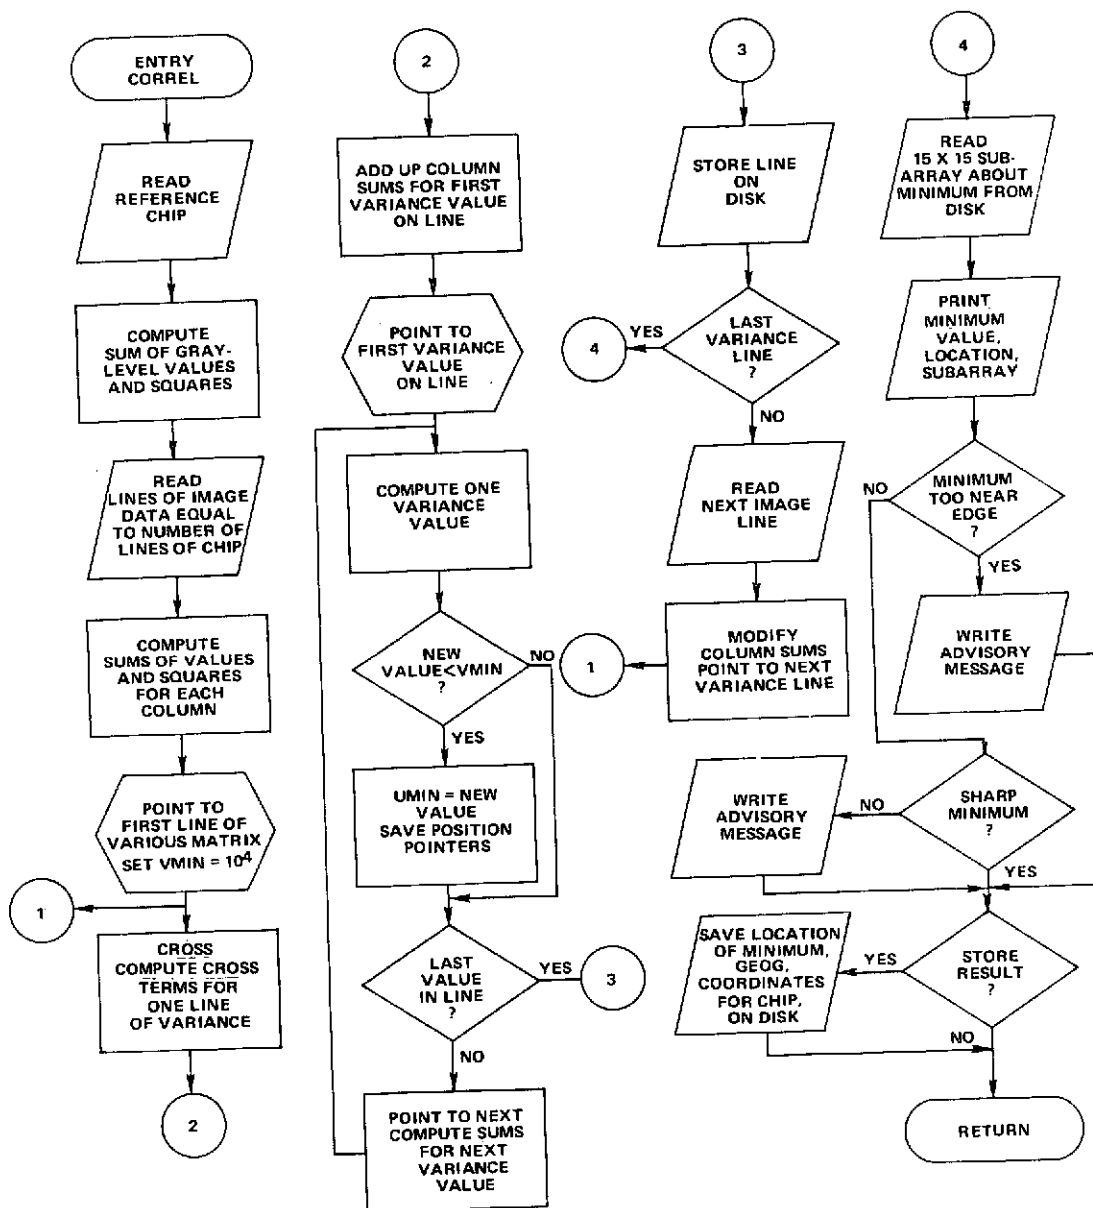 ENTRY
CORREL
READ
REFERENCE
CHIP
COMPUTE
SUM OF GRAY-
LEVEL VALUES
AND SQUARES
READ
LINES OF IMAGE
DATA EQUAL
TO NUMBER OF
LINES OF CHIP
COMPUTE
SUMS OF VALUES
AND SQUARES
FOR EACH
COLUMN
POINT TO
FIRST LINE OF
VARIOUS MATRIX
SET VMIN = 10⁴
1
CROSS
COMPUTE CROSS
TERMS FOR
ONE LINE
OF VARIANCE
2
2
ADD UP COLUMN
SUMS FOR FIRST
VARIANCE VALUE
ON LINE
POINT TO
FIRST VARIANCE
VALUE
ON LINE
COMPUTE ONE
VARIANCE
VALUE
NEW
VALUE<VMIN
?
NO
YES
UMIN = NEW
VALUE
SAVE POSITION
POINTERS
LAST
VALUE
IN LINE
?
YES
3
NO
POINT TO NEXT
COMPUTE SUMS
FOR NEXT
VARIANCE
VALUE
3
STORE LINE
ON
DISK
LAST
VARIANCE
LINE
?
YES
4
NO
READ
NEXT IMAGE
LINE
MODIFY
COLUMN SUMS
POINT TO NEXT
VARIANCE LINE
1
4
READ
15 X 15 SUB-
ARRAY ABOUT
MINIMUM FROM
DISK
PRINT
MINIMUM
VALUE,
LOCATION,
SUBARRAY
MINIMUM
TOO NEAR
EDGE
?
NO
YES
WRITE
ADVISORY
MESSAGE
SHARP
MINIMUM
?
NO
WRITE
ADVISORY
MESSAGE
YES
STORE
RESULT
?
YES
SAVE LOCATION
OF MINIMUM,
GEOG,
COORDINATES
FOR CHIP,
ON DISK
NO
RETURN